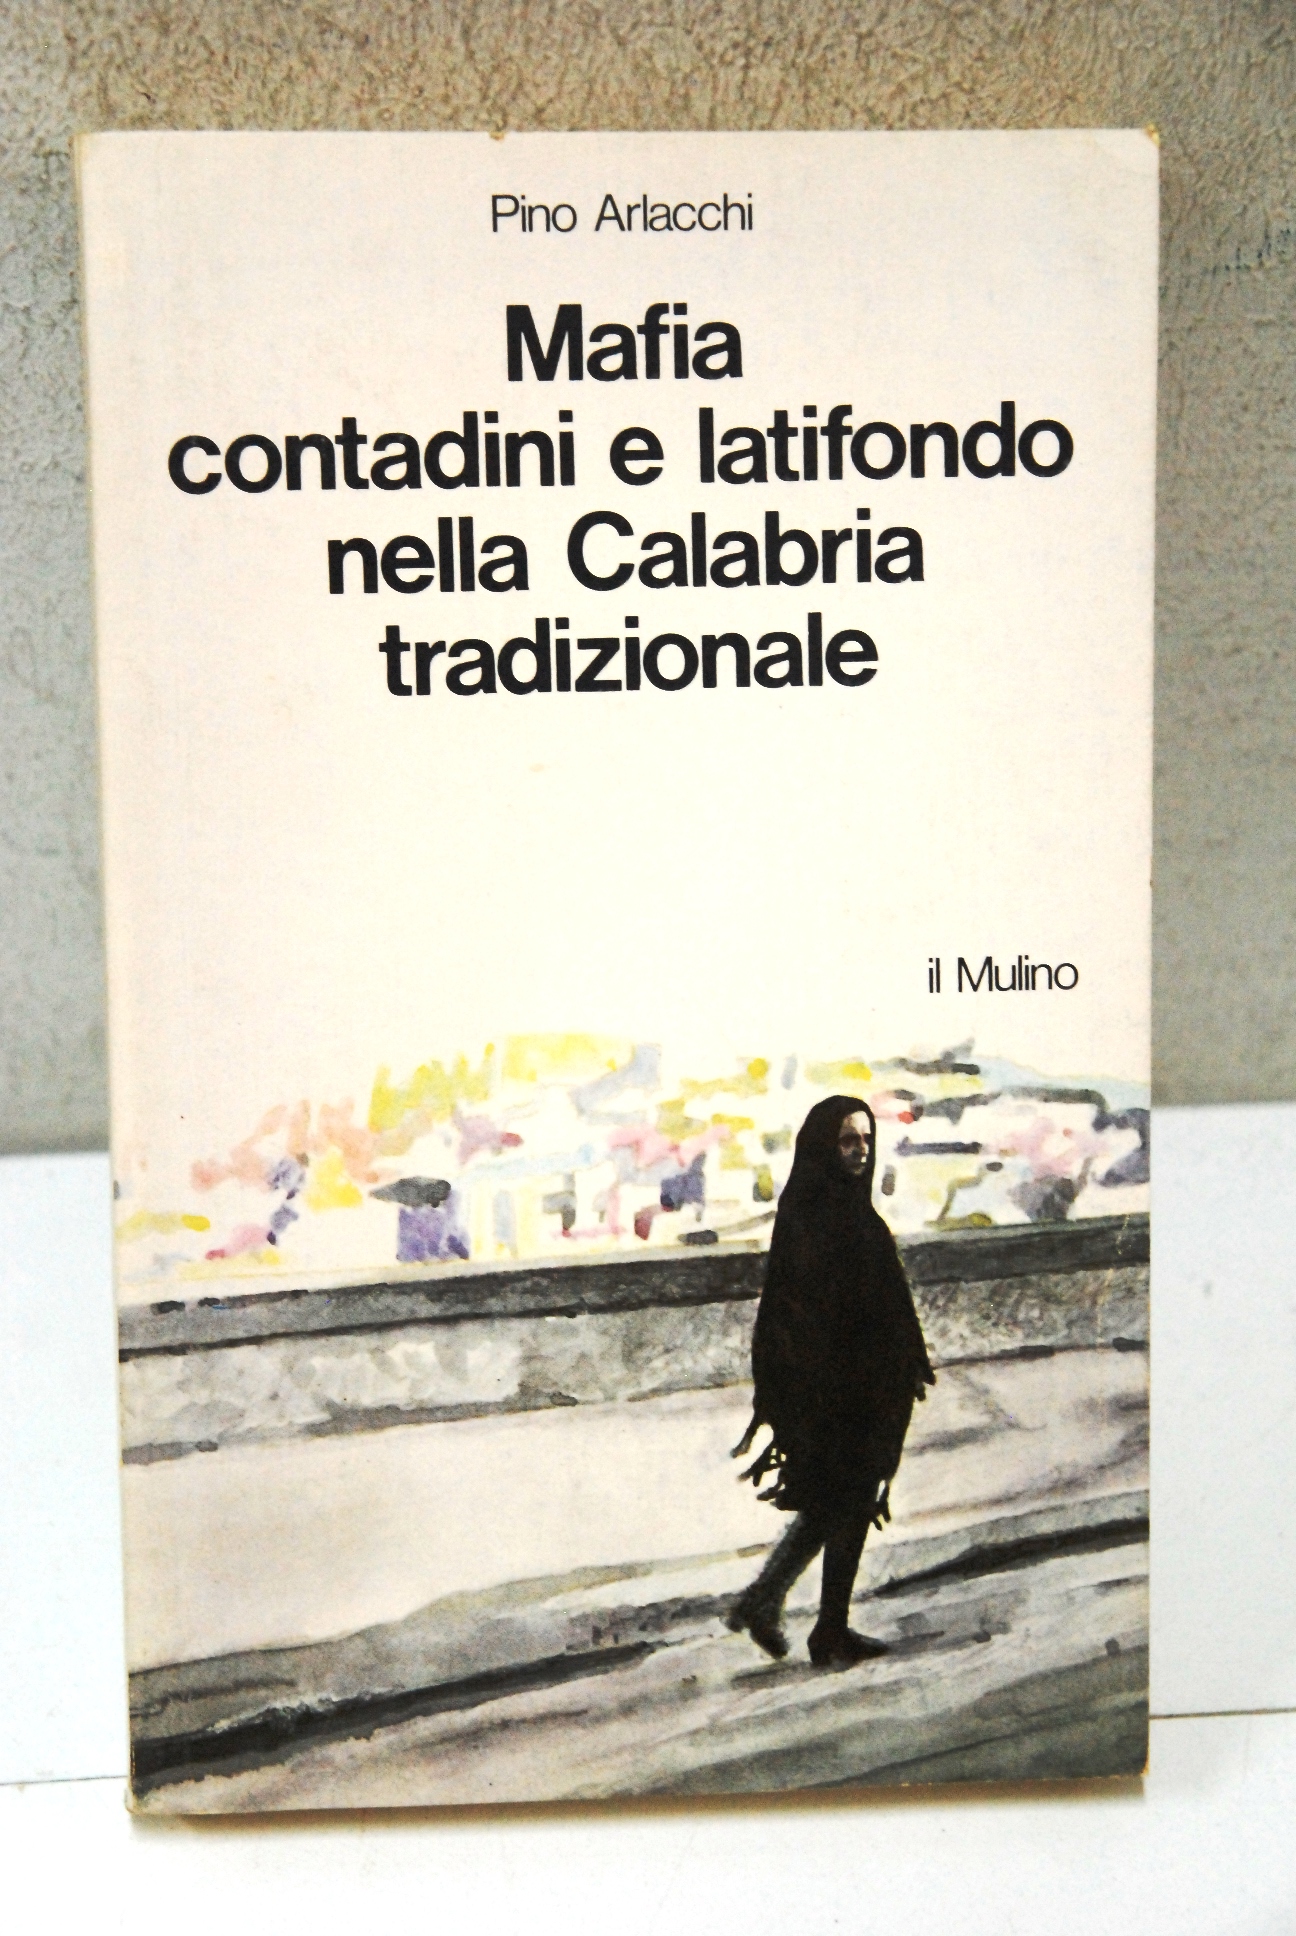 Pino Arlacchi
Mafia
contadini e latifondo
nella Calabria
tradizionale
il Mulino